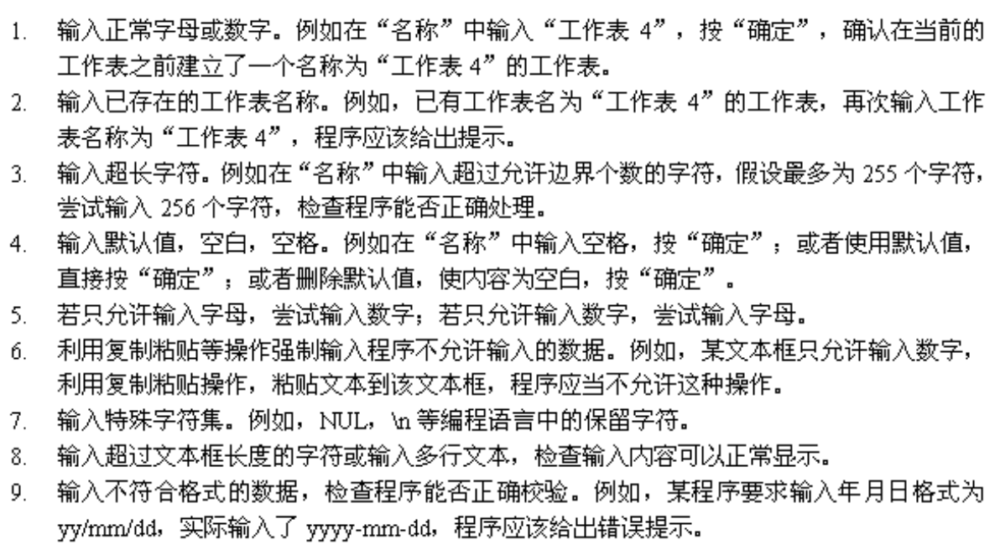 1. 输入正常字母或数字。例如在“名称”中输入“工作表 4”，按“确定”，确认在当前的
工作表之前建立了一个名称为“工作表 4”的工作表。
2. 输入已存在的工作表名称。例如，已有工作表名为“工作表 4”的工作表，再次输入工作
表名称为“工作表 4”，程序应该给出提示。
3. 输入超长字符。例如在“名称”中输入超过允许边界个数的字符，假设最多为 255 个字符，
尝试输入 256 个字符，检查程序能否正确处理。
4. 输入默认值，空白，空格。例如在“名称”中输入空格，按“确定”；或者使用默认值，
直接按“确定”；或者删除默认值，使内容为空白，按“确定”。
5. 若只允许输入字母，尝试输入数字；若只允许输入数字，尝试输入字母。
6. 利用复制粘贴等操作强制输入程序不允许输入的数据。例如，某文本框只允许输入数字，
利用复制粘贴操作，粘贴文本到该文本框，程序应当不允许这种操作。
7. 输入特殊字符集。例如，NUL，\n 等编程语言中的保留字符。
8. 输入超过文本框长度的字符或输入多行文本，检查输入内容可以正常显示。
9. 输入不符合格式的数据，检查程序能否正确校验。例如，某程序要求输入年月日格式为
yy/mm/dd，实际输入了 yyyy-mm-dd，程序应该给出错误提示。